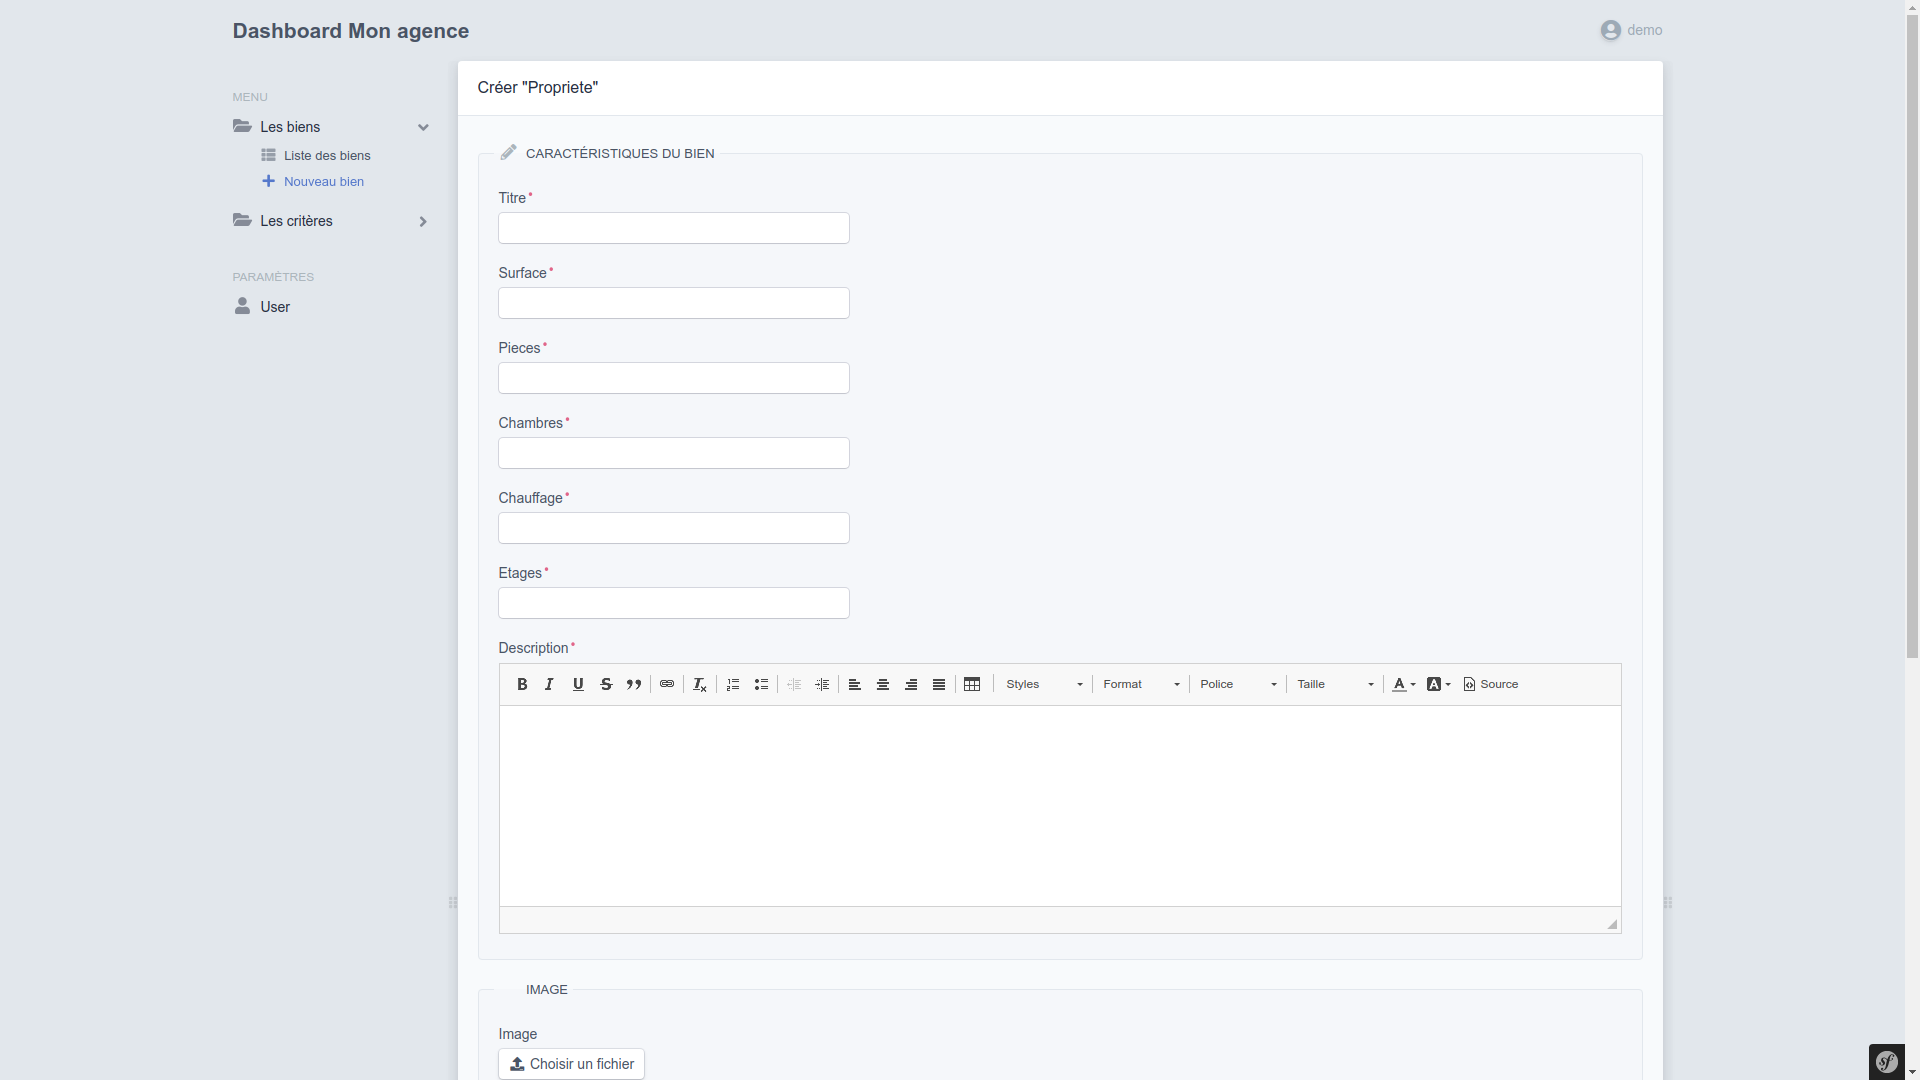 Dashboard Mon agence
demo
MENU
Les biens
Liste des biens
Nouveau bien
Les critères
PARAMÈTRES
User
Créer "Propriete"
CARACTÉRISTIQUES DU BIEN
Titre*
Surface*
Pieces*
Chambres*
Chauffage*
Etages*
Description*
Styles Format Police Taille Source
IMAGE
Image
Choisir un fichier